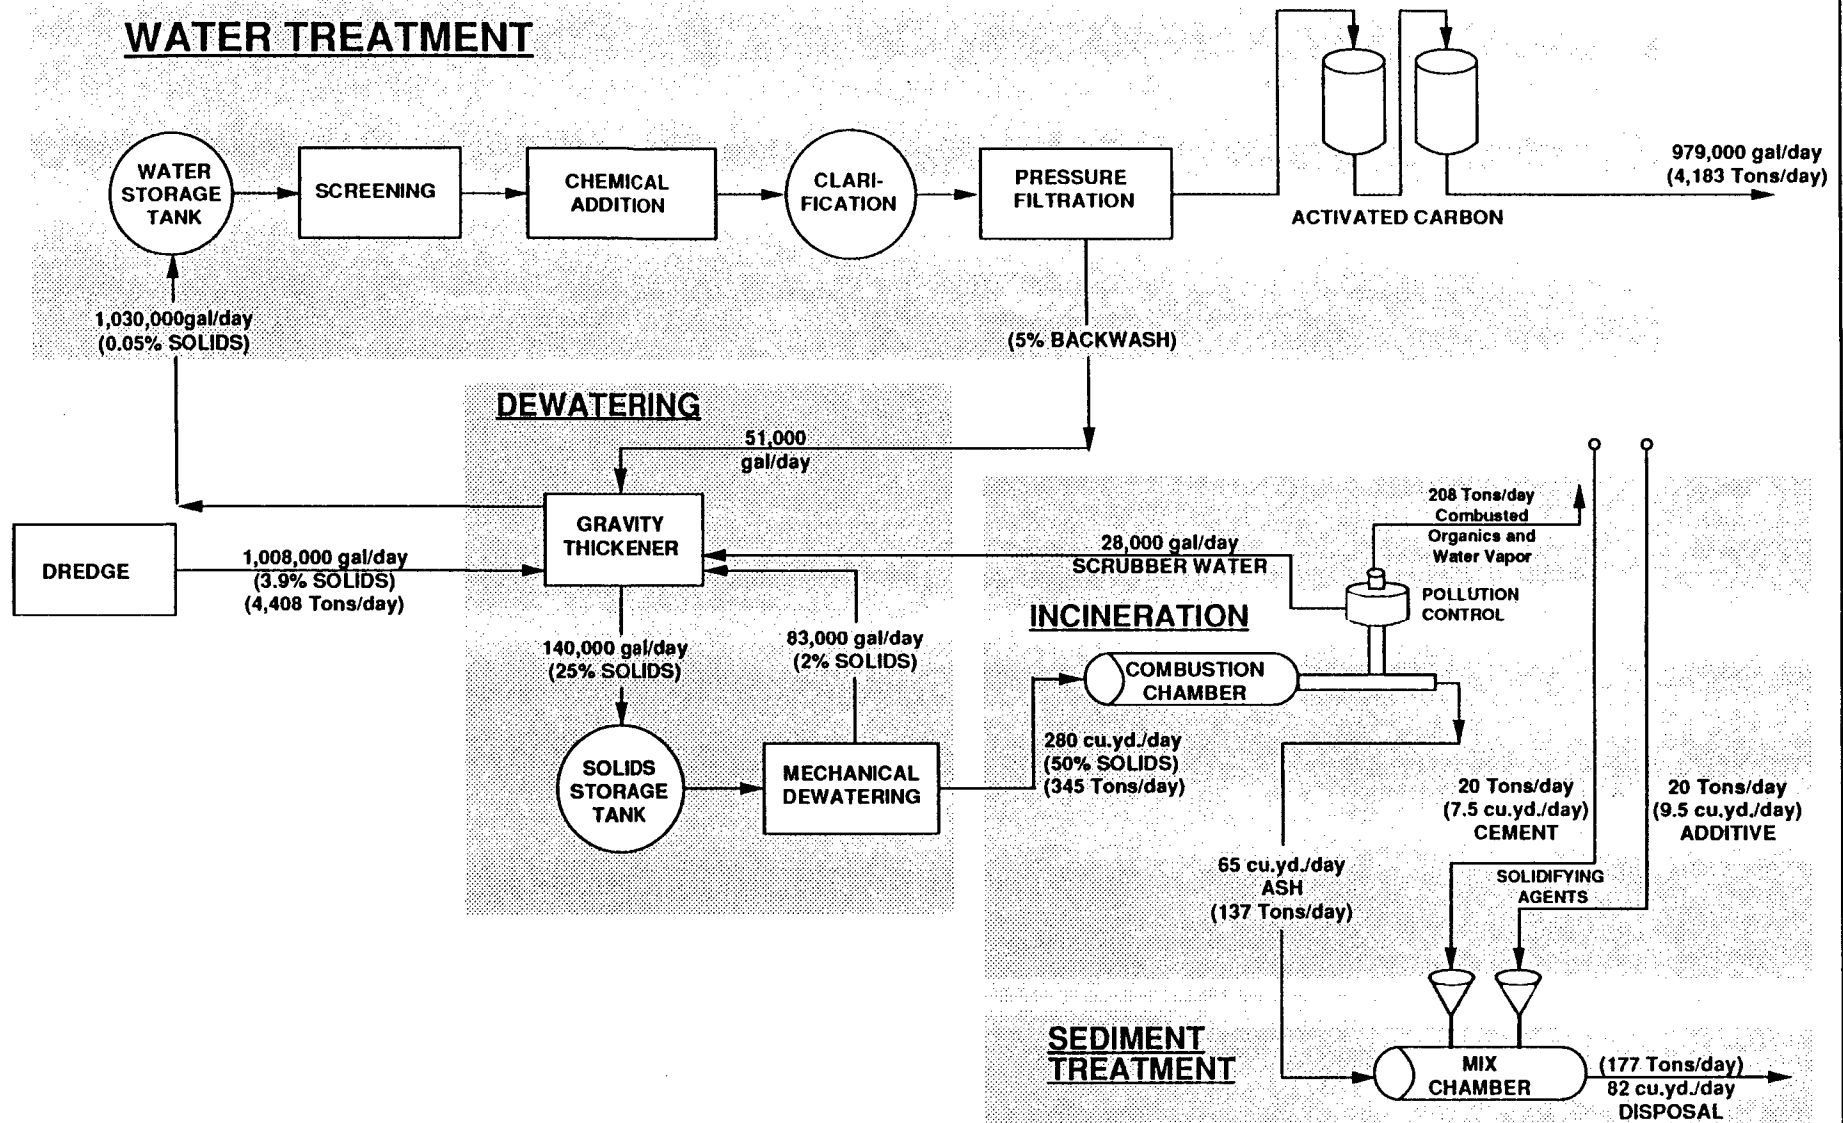 WATER TREATMENT
WATER
STORAGE
TANK
SCREENING
CHEMICAL
ADDITION
CLARI-
FICATION
PRESSURE
FILTRATION
ACTIVATED CARBON
979,000 gal/day
(4,183 Tons/day)
1,030,000gal/day
(0.05% SOLIDS)
(5% BACKWASH)
DEWATERING
51,000
gal/day
GRAVITY
THICKENER
DREDGE
1,008,000 gal/day
(3.9% SOLIDS)
(4,408 Tons/day)
28,000 gal/day
SCRUBBER WATER
208 Tons/day
Combusted
Organics and
Water Vapor
POLLUTION
CONTROL
INCINERATION
140,000 gal/day
(25% SOLIDS)
83,000 gal/day
(2% SOLIDS)
COMBUSTION
CHAMBER
SOLIDS
STORAGE
TANK
MECHANICAL
DEWATERING
280 cu.yd./day
(50% SOLIDS)
(345 Tons/day)
20 Tons/day
(7.5 cu.yd./day)
CEMENT
20 Tons/day
(9.5 cu.yd./day)
ADDITIVE
65 cu.yd./day
ASH
(137 Tons/day)
SOLIDIFYING
AGENTS
SEDIMENT
TREATMENT
MIX
CHAMBER
(177 Tons/day)
82 cu.yd./day
DISPOSAL